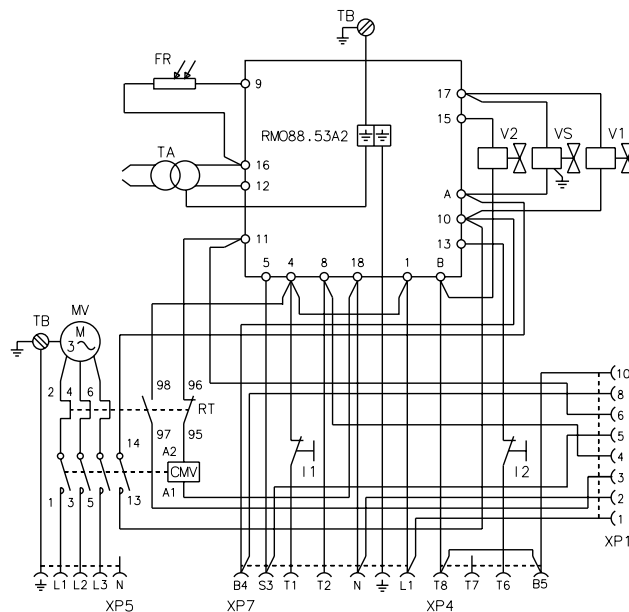 TB
FR
9
17
15
RMO88.53A2
V2
VS
V1
TA
16
12
A
10
11
13
5
4
8
18
1
B
MV
TB
M
3
2
4
6
98
96
RT
97
95
14
A2
CMV
A1
1
3
5
13
I1
I2
10
8
6
5
4
3
2
1
XP1
L1
L2
L3
N
B4
S3
T1
T2
N
L1
T8
T7
T6
B5
XP5
XP7
XP4